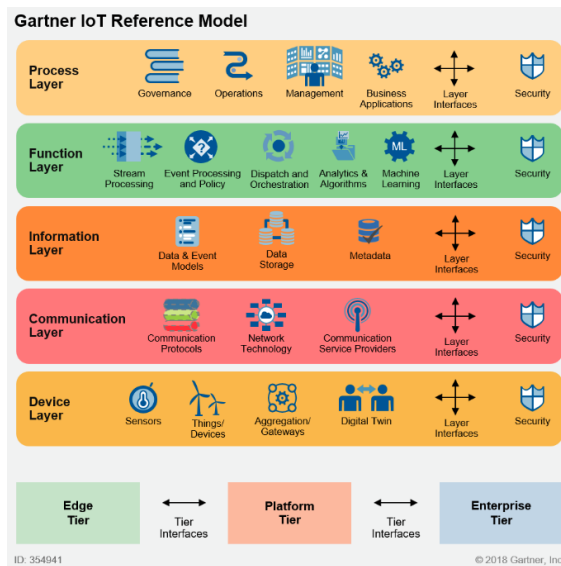 Gartner IoT Reference Model
Process
Layer
Governance
Operations
Management
Business
Applications
Layer
Interfaces
Security
Function
Layer
Stream
Processing
Event Processing
and Policy
Dispatch and
Orchestration
Analytics &
Algorithms
ML
Machine
Learning
Layer
Interfaces
Security
Information
Layer
Data & Event
Models
Data
Storage
Metadata
Layer
Interfaces
Security
Communication
Layer
Communication
Protocols
Network
Technology
Communication
Service Providers
Layer
Interfaces
Security
Device
Layer
Sensors
Things/
Devices
Aggregation/
Gateways
Digital Twin
Layer
Interfaces
Security
Edge
Tier
Tier
Interfaces
Platform
Tier
Tier
Interfaces
Enterprise
Tier
ID: 354941
© 2018 Gartner, Inc